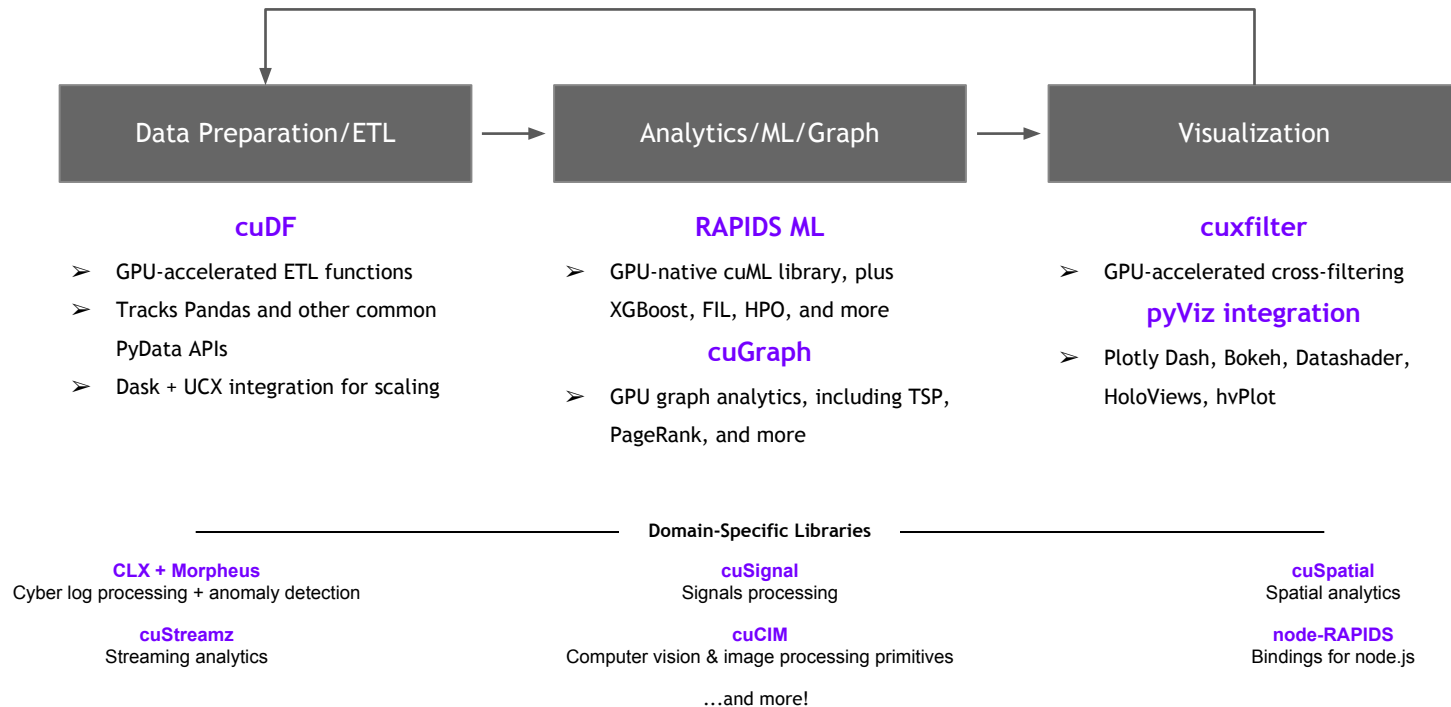 Data Preparation/ETL
Analytics/ML/Graph
Visualization
cuDF
➢ GPU-accelerated ETL functions
➢ Tracks Pandas and other common
PyData APIs
➢ Dask + UCX integration for scaling
RAPIDS ML
➢ GPU-native cuML library, plus
XGBoost, FIL, HPO, and more
cuGraph
➢ GPU graph analytics, including TSP,
PageRank, and more
cuxfilter
➢ GPU-accelerated cross-filtering
pyViz integration
➢ Plotly Dash, Bokeh, Datashader,
HoloViews, hvPlot
Domain-Specific Libraries
CLX + Morpheus
Cyber log processing + anomaly detection
cuSignal
Signals processing
cuSpatial
Spatial analytics
cuStreamz
Streaming analytics
cuCIM
Computer vision & image processing primitives
node-RAPIDS
Bindings for node.js
...and more!